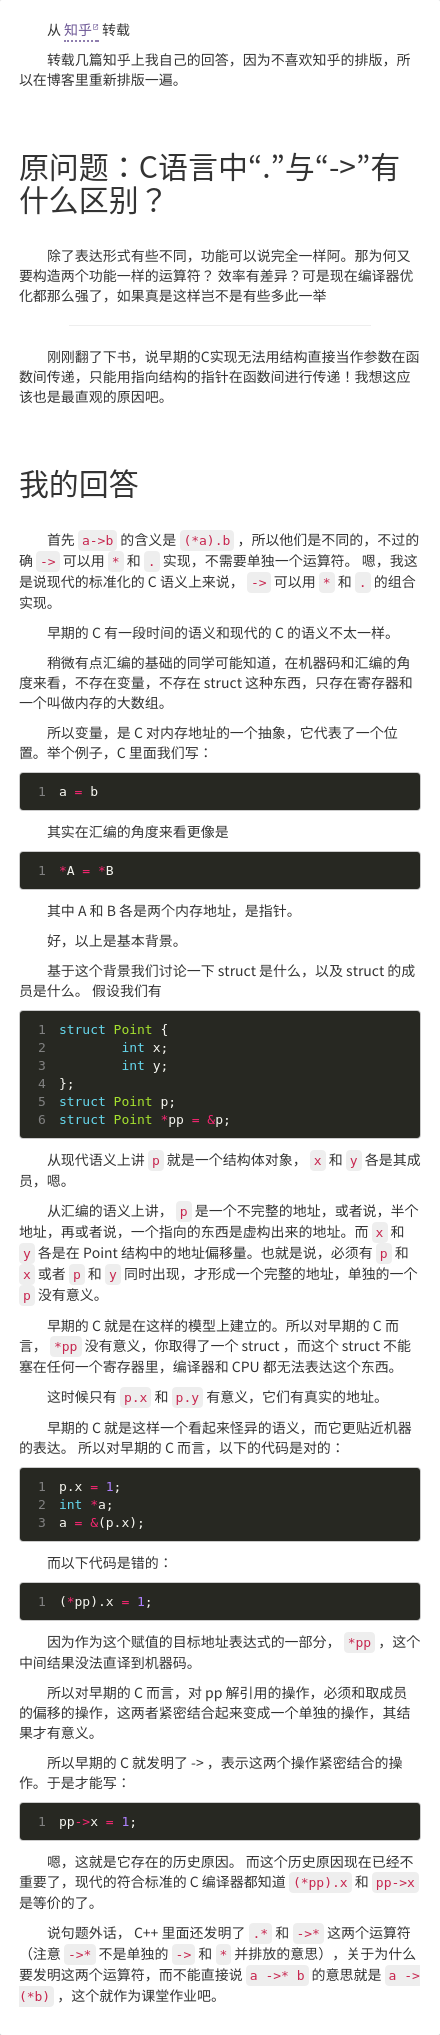 从 知乎 转载
转载几篇知乎上我自己的回答，因为不喜欢知乎的排版，所
以在博客里重新排版一遍。
原问题：C语言中“.”与“->”有
什么区别？
除了表达形式有些不同，功能可以说完全一样阿。那为何又
要构造两个功能一样的运算符？ 效率有差异？可是现在编译器优
化都那么强了，如果真是这样岂不是有些多此一举
刚刚翻了下书，说早期的C实现无法用结构直接当作参数在函
数间传递，只能用指向结构的指针在函数间进行传递！我想这应
该也是最直观的原因吧。
我的回答
首先 a->b 的含义是 (*a).b ，所以他们是不同的，不过的
确 -> 可以用 * 和 . 实现，不需要单独一个运算符。 嗯，我这
是说现代的标准化的 C 语义上来说， -> 可以用 * 和 . 的组合
实现。
早期的 C 有一段时间的语义和现代的 C 的语义不太一样。
稍微有点汇编的基础的同学可能知道，在机器码和汇编的角
度来看，不存在变量，不存在 struct 这种东西，只存在寄存器和
一个叫做内存的大数组。
所以变量，是 C 对内存地址的一个抽象，它代表了一个位
置。举个例子，C 里面我们写：
1 a = b
其实在汇编的角度来看更像是
1 *A = *B
其中 A 和 B 各是两个内存地址，是指针。
好，以上是基本背景。
基于这个背景我们讨论一下 struct 是什么，以及 struct 的成
员是什么。 假设我们有
1 struct Point {
2         int x;
3         int y;
4 };
5 struct Point p;
6 struct Point *pp = &p;
从现代语义上讲 p 就是一个结构体对象， x 和 y 各是其成
员，嗯。
从汇编的语义上讲， p 是一个不完整的地址，或者说，半个
地址，再或者说，一个指向的东西是虚构出来的地址。而 x 和
y 各是在 Point 结构中的地址偏移量。也就是说，必须有 p 和
x 或者 p 和 y 同时出现，才形成一个完整的地址，单独的一个
p 没有意义。
早期的 C 就是在这样的模型上建立的。所以对早期的 C 而
言， *pp 没有意义，你取得了一个 struct ，而这个 struct 不能
塞在任何一个寄存器里，编译器和 CPU 都无法表达这个东西。
这时候只有 p.x 和 p.y 有意义，它们有真实的地址。
早期的 C 就是这样一个看起来怪异的语义，而它更贴近机器
的表达。 所以对早期的 C 而言，以下的代码是对的：
1 p.x = 1;
2 int *a;
3 a = &(p.x);
而以下代码是错的：
1 (*pp).x = 1;
因为作为这个赋值的目标地址表达式的一部分， *pp ，这个
中间结果没法直译到机器码。
所以对早期的 C 而言，对 pp 解引用的操作，必须和取成员
的偏移的操作，这两者紧密结合起来变成一个单独的操作，其结
果才有意义。
所以早期的 C 就发明了 -> ，表示这两个操作紧密结合的操
作。于是才能写：
1 pp->x = 1;
嗯，这就是它存在的历史原因。 而这个历史原因现在已经不
重要了，现代的符合标准的 C 编译器都知道 (*pp).x 和 pp->x
是等价的了。
说句题外话， C++ 里面还发明了 .* 和 ->* 这两个运算符
（注意 ->* 不是单独的 -> 和 * 并排放的意思），关于为什么
要发明这两个运算符，而不能直接说 a ->* b 的意思就是 a ->
(*b) ，这个就作为课堂作业吧。